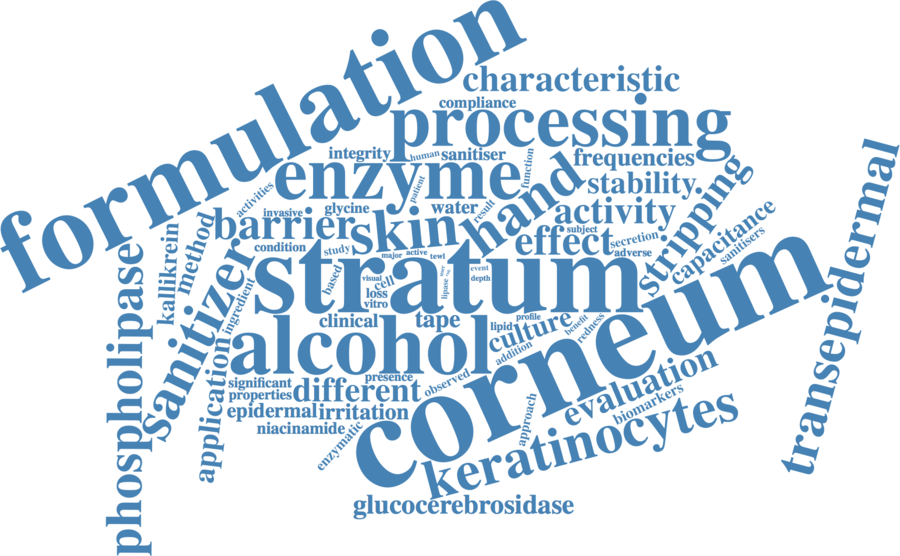 formulation
characteristic
compliance
processing
integrity
human
sanitiser
function
frequencies
enzyme
patient
hand
stability
stripping
transepidermal
activities
invasive
glycine
water
result
activity
barrier
skin
subject
effect
secretion
adverse
capacitance
sanitisers
kallikrein
method
condition
study
major
active
tewl
stratum
corneum
phospholipase
sanitizer
ingredient
based
visual
cell
loss
vitro
lipase
event
depth
clinical
tape
lipid
profile
culture
benefit
redness
addition
alcohol
application
significant
properties
different
presence
observed
evaluation
biomarkers
approach
epidermal
irritation
niacinamide
enzymatic
keratinocytes
glucocerebrosidase